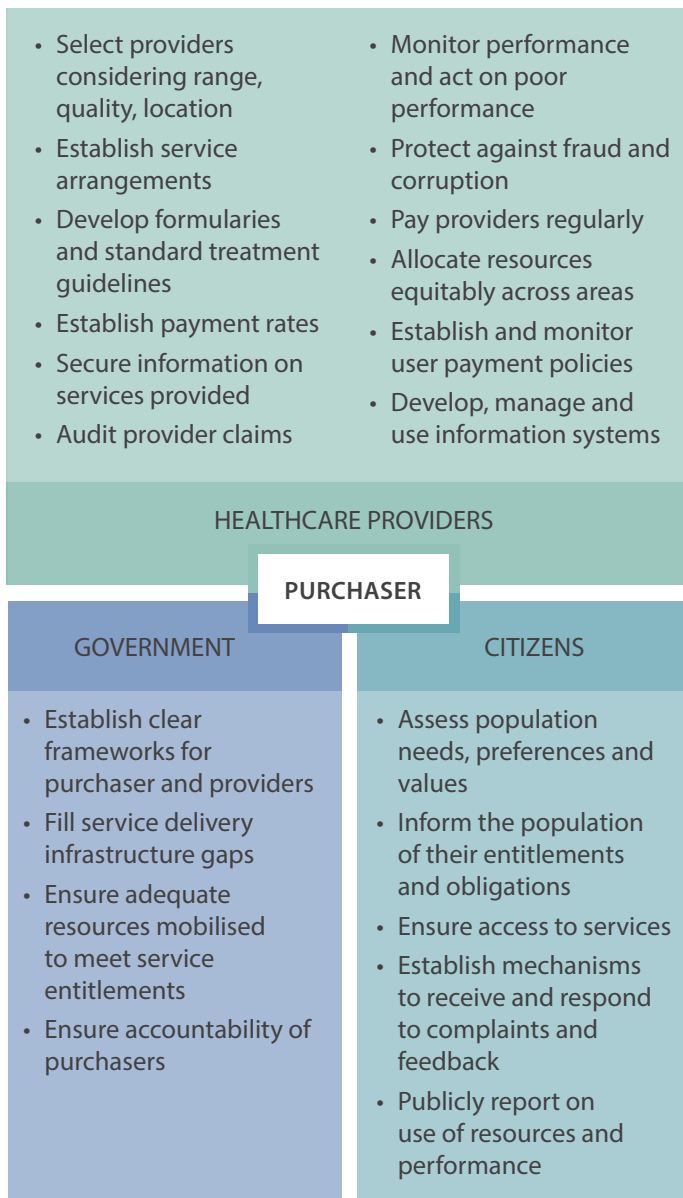 • Select providers
considering range,
quality, location
• Establish service
arrangements
• Develop formularies
and standard treatment
guidelines
• Establish payment rates
• Secure information on
services provided
• Audit provider claims
• Monitor performance
and act on poor
performance
• Protect against fraud and
corruption
• Pay providers regularly
• Allocate resources
equitably across areas
• Establish and monitor
user payment policies
• Develop, manage and
use information systems
HEALTHCARE PROVIDERS
PURCHASER
GOVERNMENT
• Establish clear
frameworks for
purchaser and providers
• Fill service delivery
infrastructure gaps
• Ensure adequate
resources mobilised
to meet service
entitlements
• Ensure accountability of
purchasers
CITIZENS
• Assess population
needs, preferences and
values
• Inform the population
of their entitlements
and obligations
• Ensure access to services
• Establish mechanisms
to receive and respond
to complaints and
feedback
• Publicly report on
use of resources and
performance